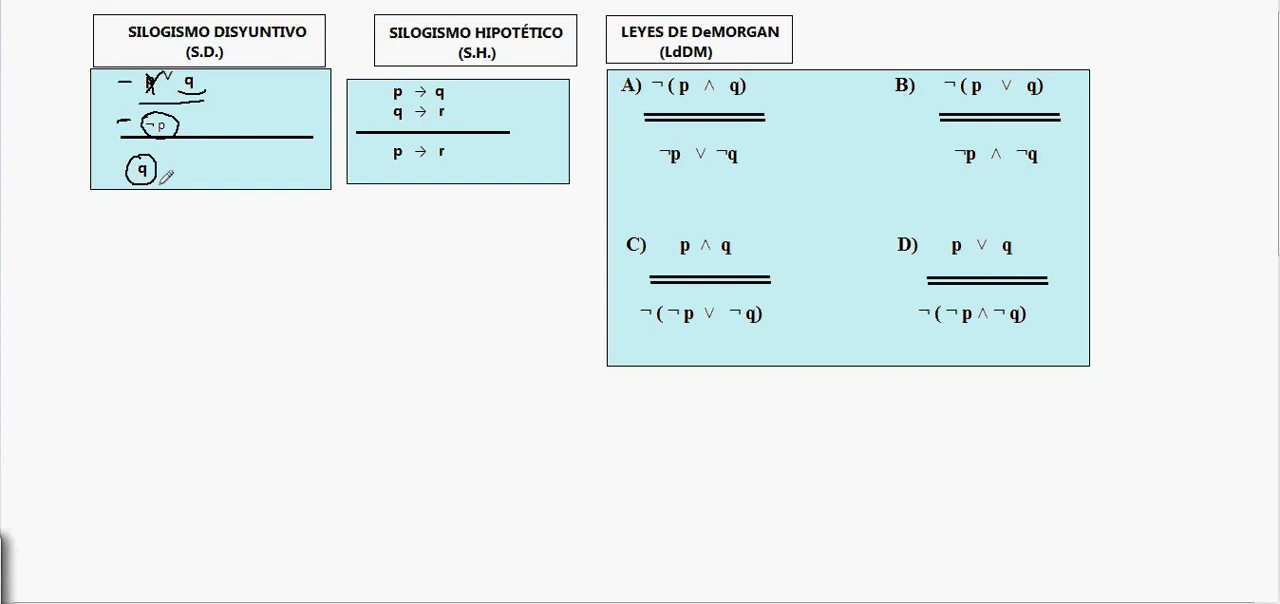 SILOGISMO DISYUNTIVO
(S.D.)
p ∨ q
¬ p
q
SILOGISMO HIPOTÉTICO
(S.H.)
p → q
q → r
p → r
LEYES DE DeMORGAN
(LdDM)
A) ¬ ( p ∧ q)
¬p ∨ ¬q
B) ¬ ( p ∨ q)
¬p ∧ ¬q
C) p ∧ q
¬ ( ¬ p ∨ ¬ q)
D) p ∨ q
¬ ( ¬ p ∧ ¬ q)